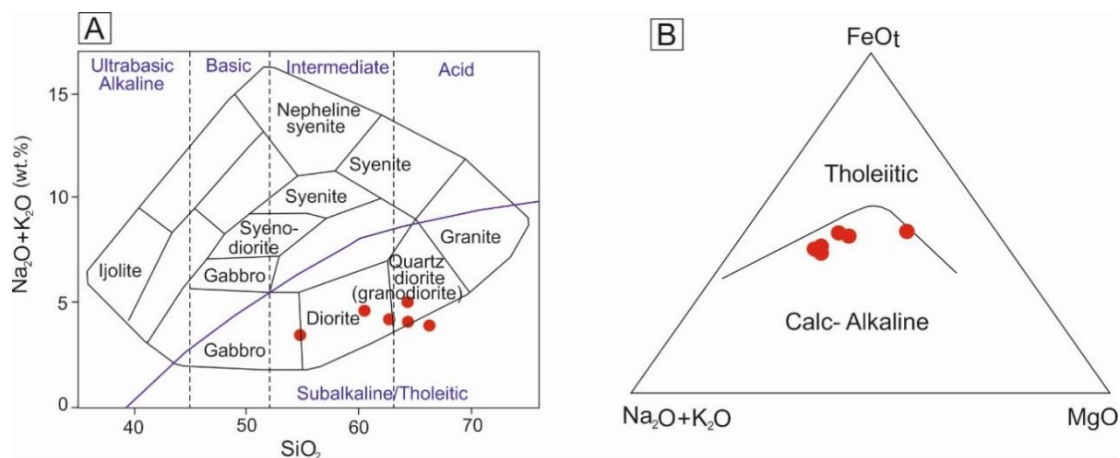 A
Ultrabasic
Alkaline
Basic
Intermediate
Acid
Nepheline
syenite
Syenite
Syenite
Syeno-
diorite
Gabbro
Ijolite
Granite
Quartz
diorite
(granodiorite)
Diorite
Gabbro
Subalkaline/Tholeitic
15
10
5
0
Na₂O+K₂O (wt.%)
40
50
60
70
SiO₂
B
FeOt
Tholeiitic
Calc- Alkaline
Na₂O+K₂O
MgO